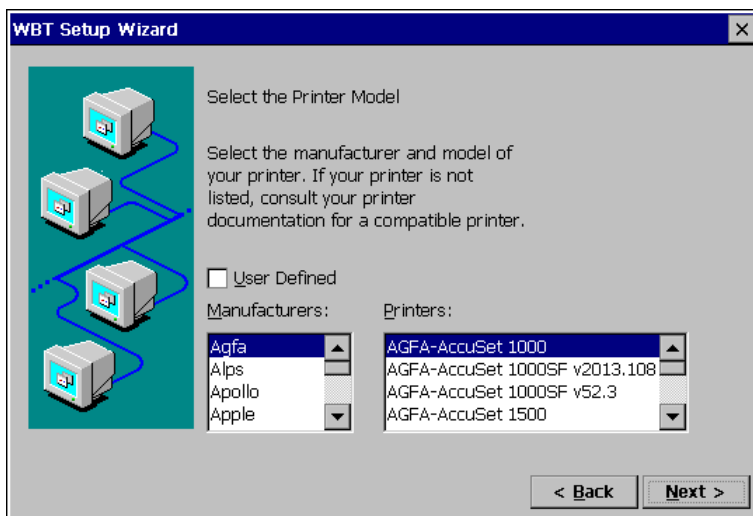 WBT Setup Wizard
Select the Printer Model
Select the manufacturer and model of
your printer. If your printer is not
listed, consult your printer
documentation for a compatible printer.
User Defined
Manufacturers:
Agfa
Alps
Apollo
Apple
Printers:
AGFA-AccuSet 1000
AGFA-AccuSet 1000SF v2013.108
AGFA-AccuSet 1000SF v52.3
AGFA-AccuSet 1500
< Back
Next >